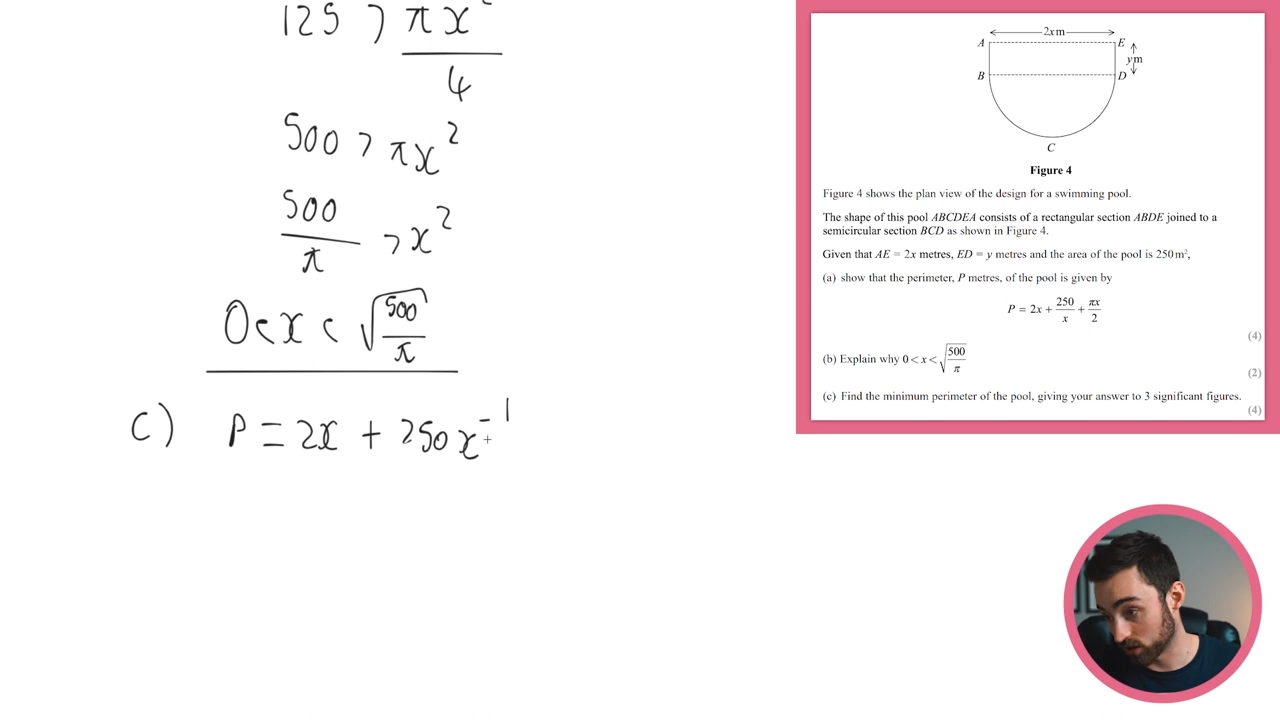 125 > πx²
4
500 > πx²
500
π
> x²
0 < x < √500
π
c) P = 2x + 250x⁻¹
2x m
A
E
y m
B
D
C
Figure 4
Figure 4 shows the plan view of the design for a swimming pool.
The shape of this pool ABCDEA consists of a rectangular section ABDE joined to a
semicircular section BCD as shown in Figure 4.
Given that AE = 2x metres, ED = y metres and the area of the pool is 250 m²,
(a) show that the perimeter, P metres, of the pool is given by
P = 2x + 250/x + πx/2
(4)
(b) Explain why 0 < x < √500/π
(2)
(c) Find the minimum perimeter of the pool, giving your answer to 3 significant figures.
(4)